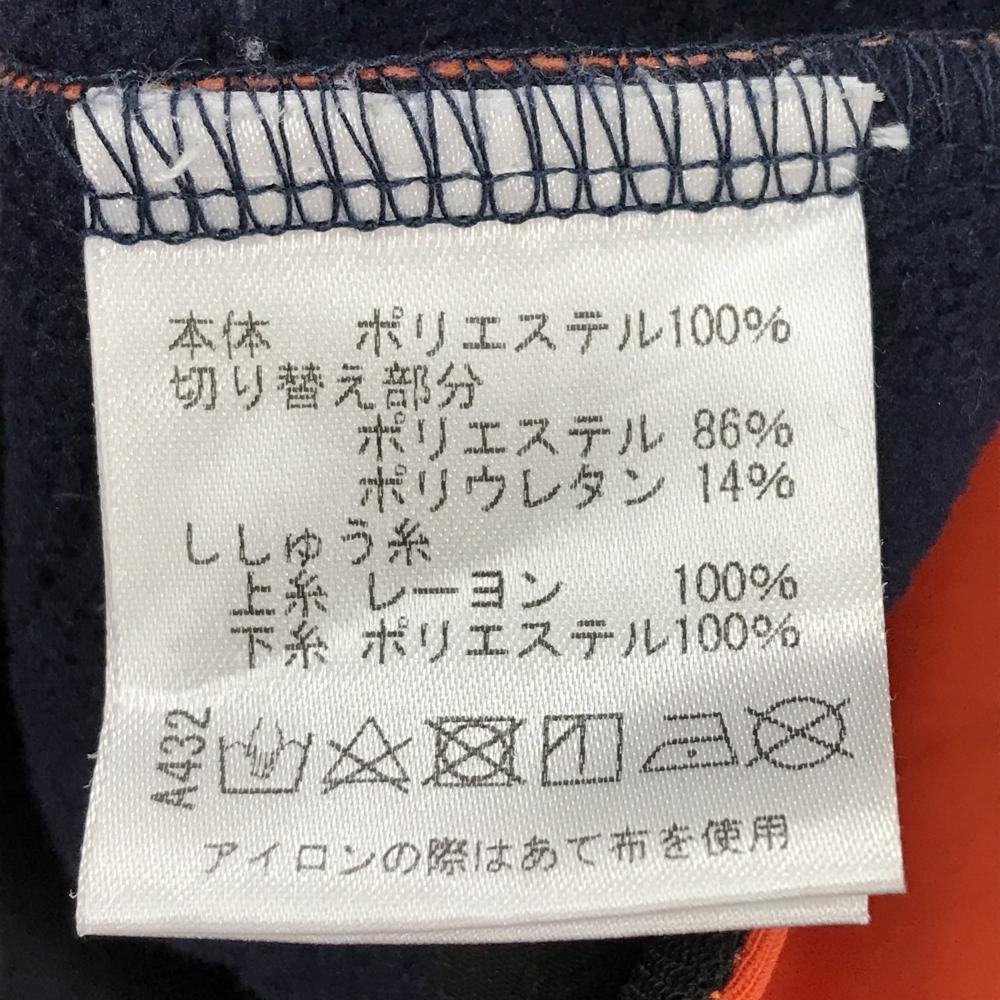 本体 ポリエステル100%
切り替え部分
ポリエステル 86%
ポリウレタン 14%
ししゅう糸
上糸 レーヨン 100%
下糸 ポリエステル100%
A432
アイロンの際はあて布を使用